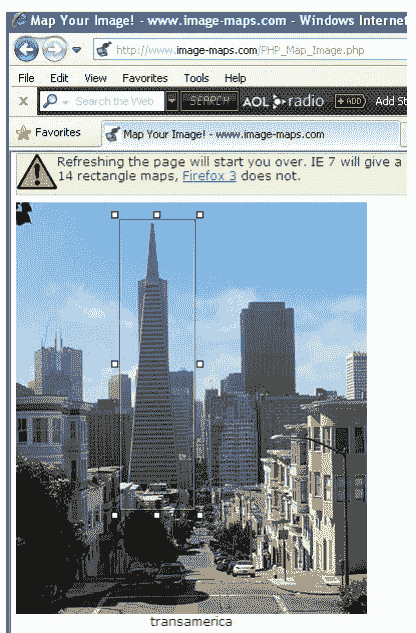 Map Your Image! - www.image-maps.com - Windows Internet
http://www.image-maps.com/PHP_Map_Image.php
File Edit View Favorites Tools Help
x Search the Web SEARCH AOL radio + ADD Add St
Favorites Map Your Image! - www.image-maps.com
Refreshing the page will start you over. IE 7 will give a
14 rectangle maps, Firefox 3 does not.
transamerica